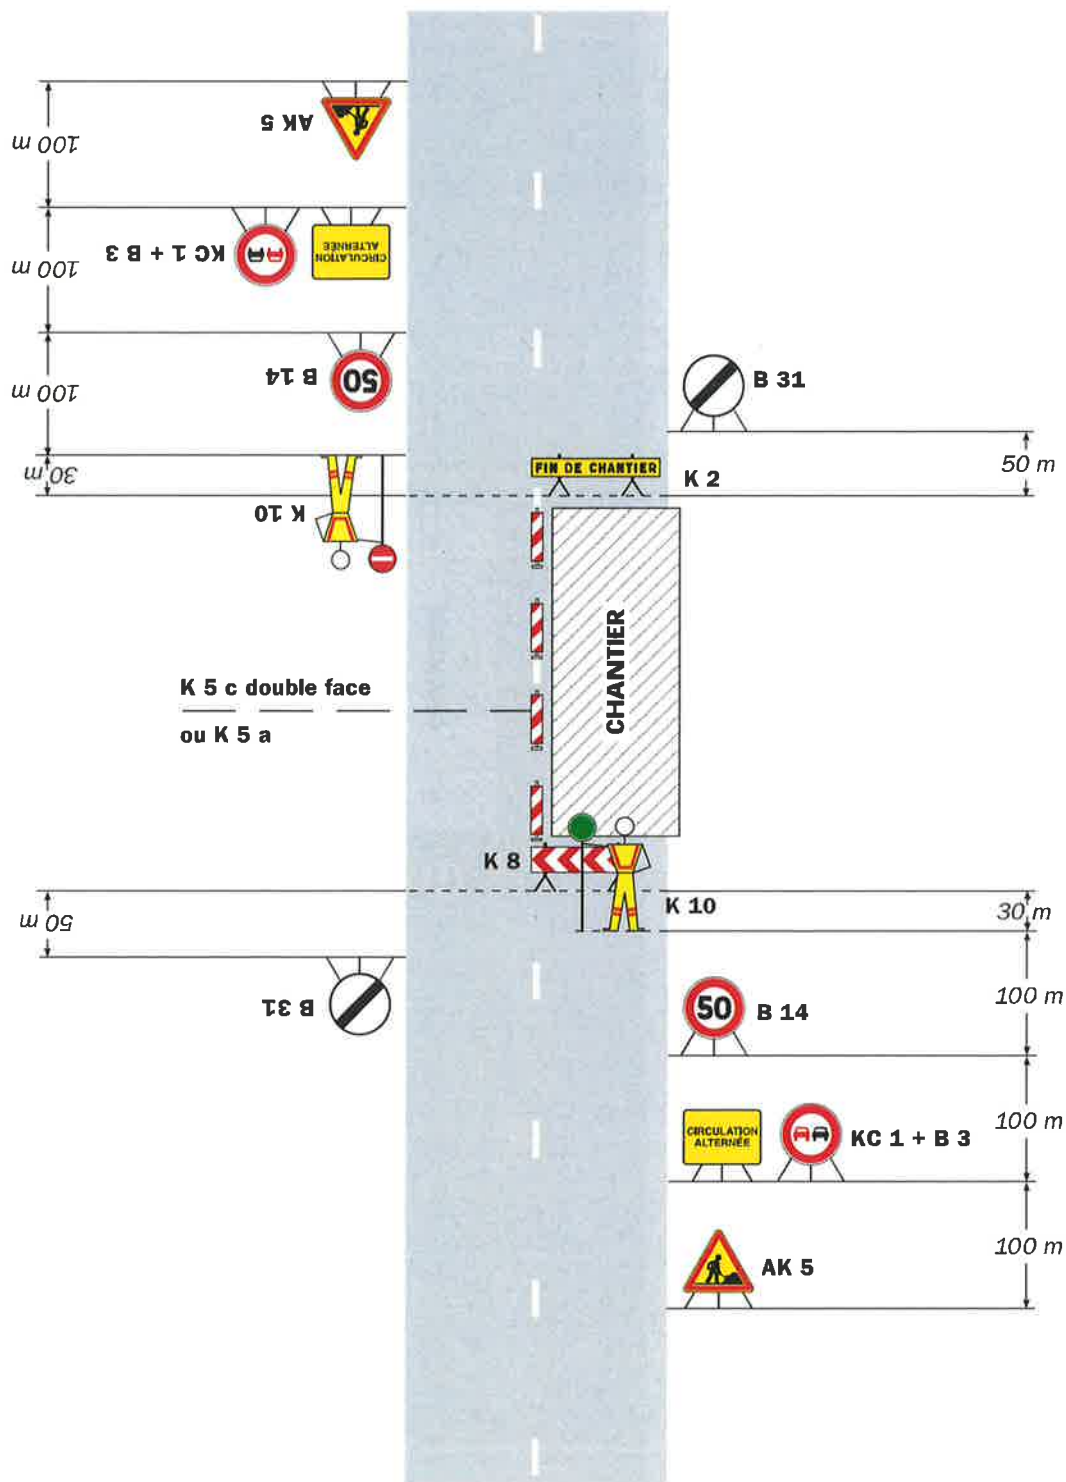 AK 5
100 m
KC 1 + B 3
CIRCULATION
ALTERNÉE
100 m
B 14
50
100 m
B 31
FIN DE CHANTIER
K 2
50 m
30 m
K 10
CHANTIER
K 5 c double face
ou K 5 a
K 8
K 10
30 m
50 m
B 31
50
B 14
100 m
CIRCULATION
ALTERNÉE
KC 1 + B 3
100 m
AK 5
100 m